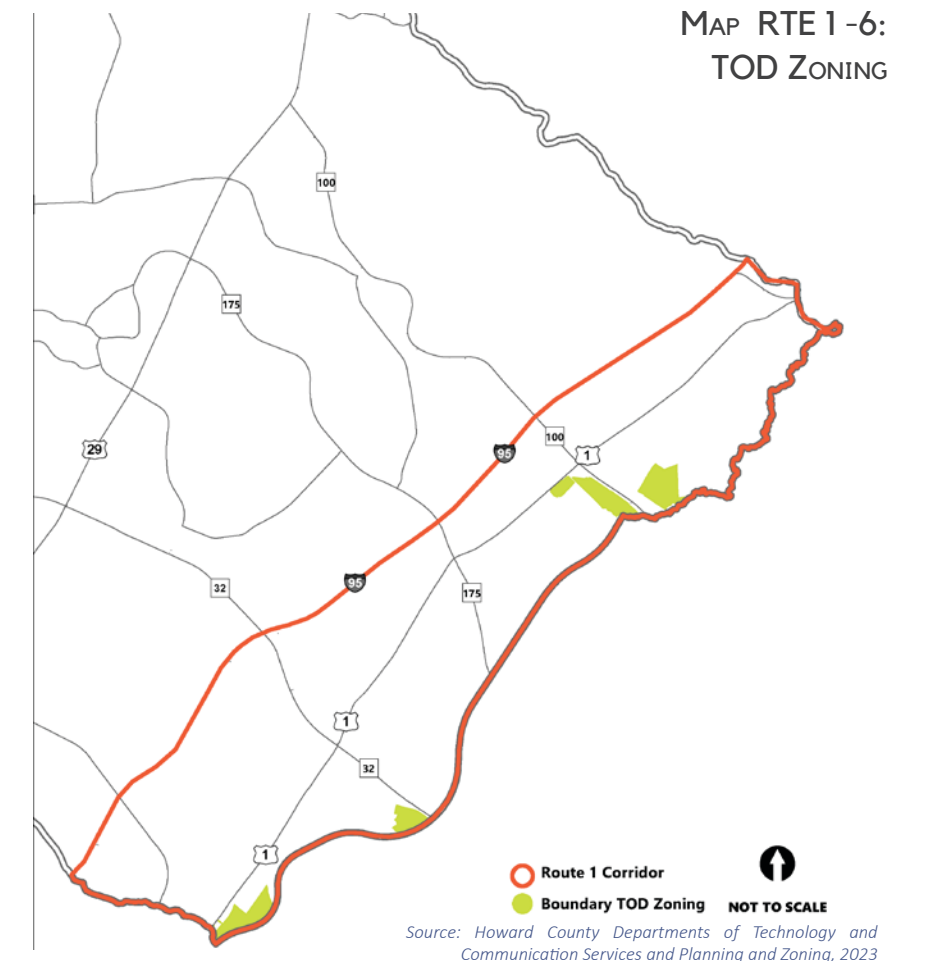 MAP RTE 1-6:
TOD ZONING
100
175
29
100
1
95
95
32
175
1
32
1
Route 1 Corridor
Boundary TOD Zoning
NOT TO SCALE
Source: Howard County Departments of Technology and
Communication Services and Planning and Zoning, 2023